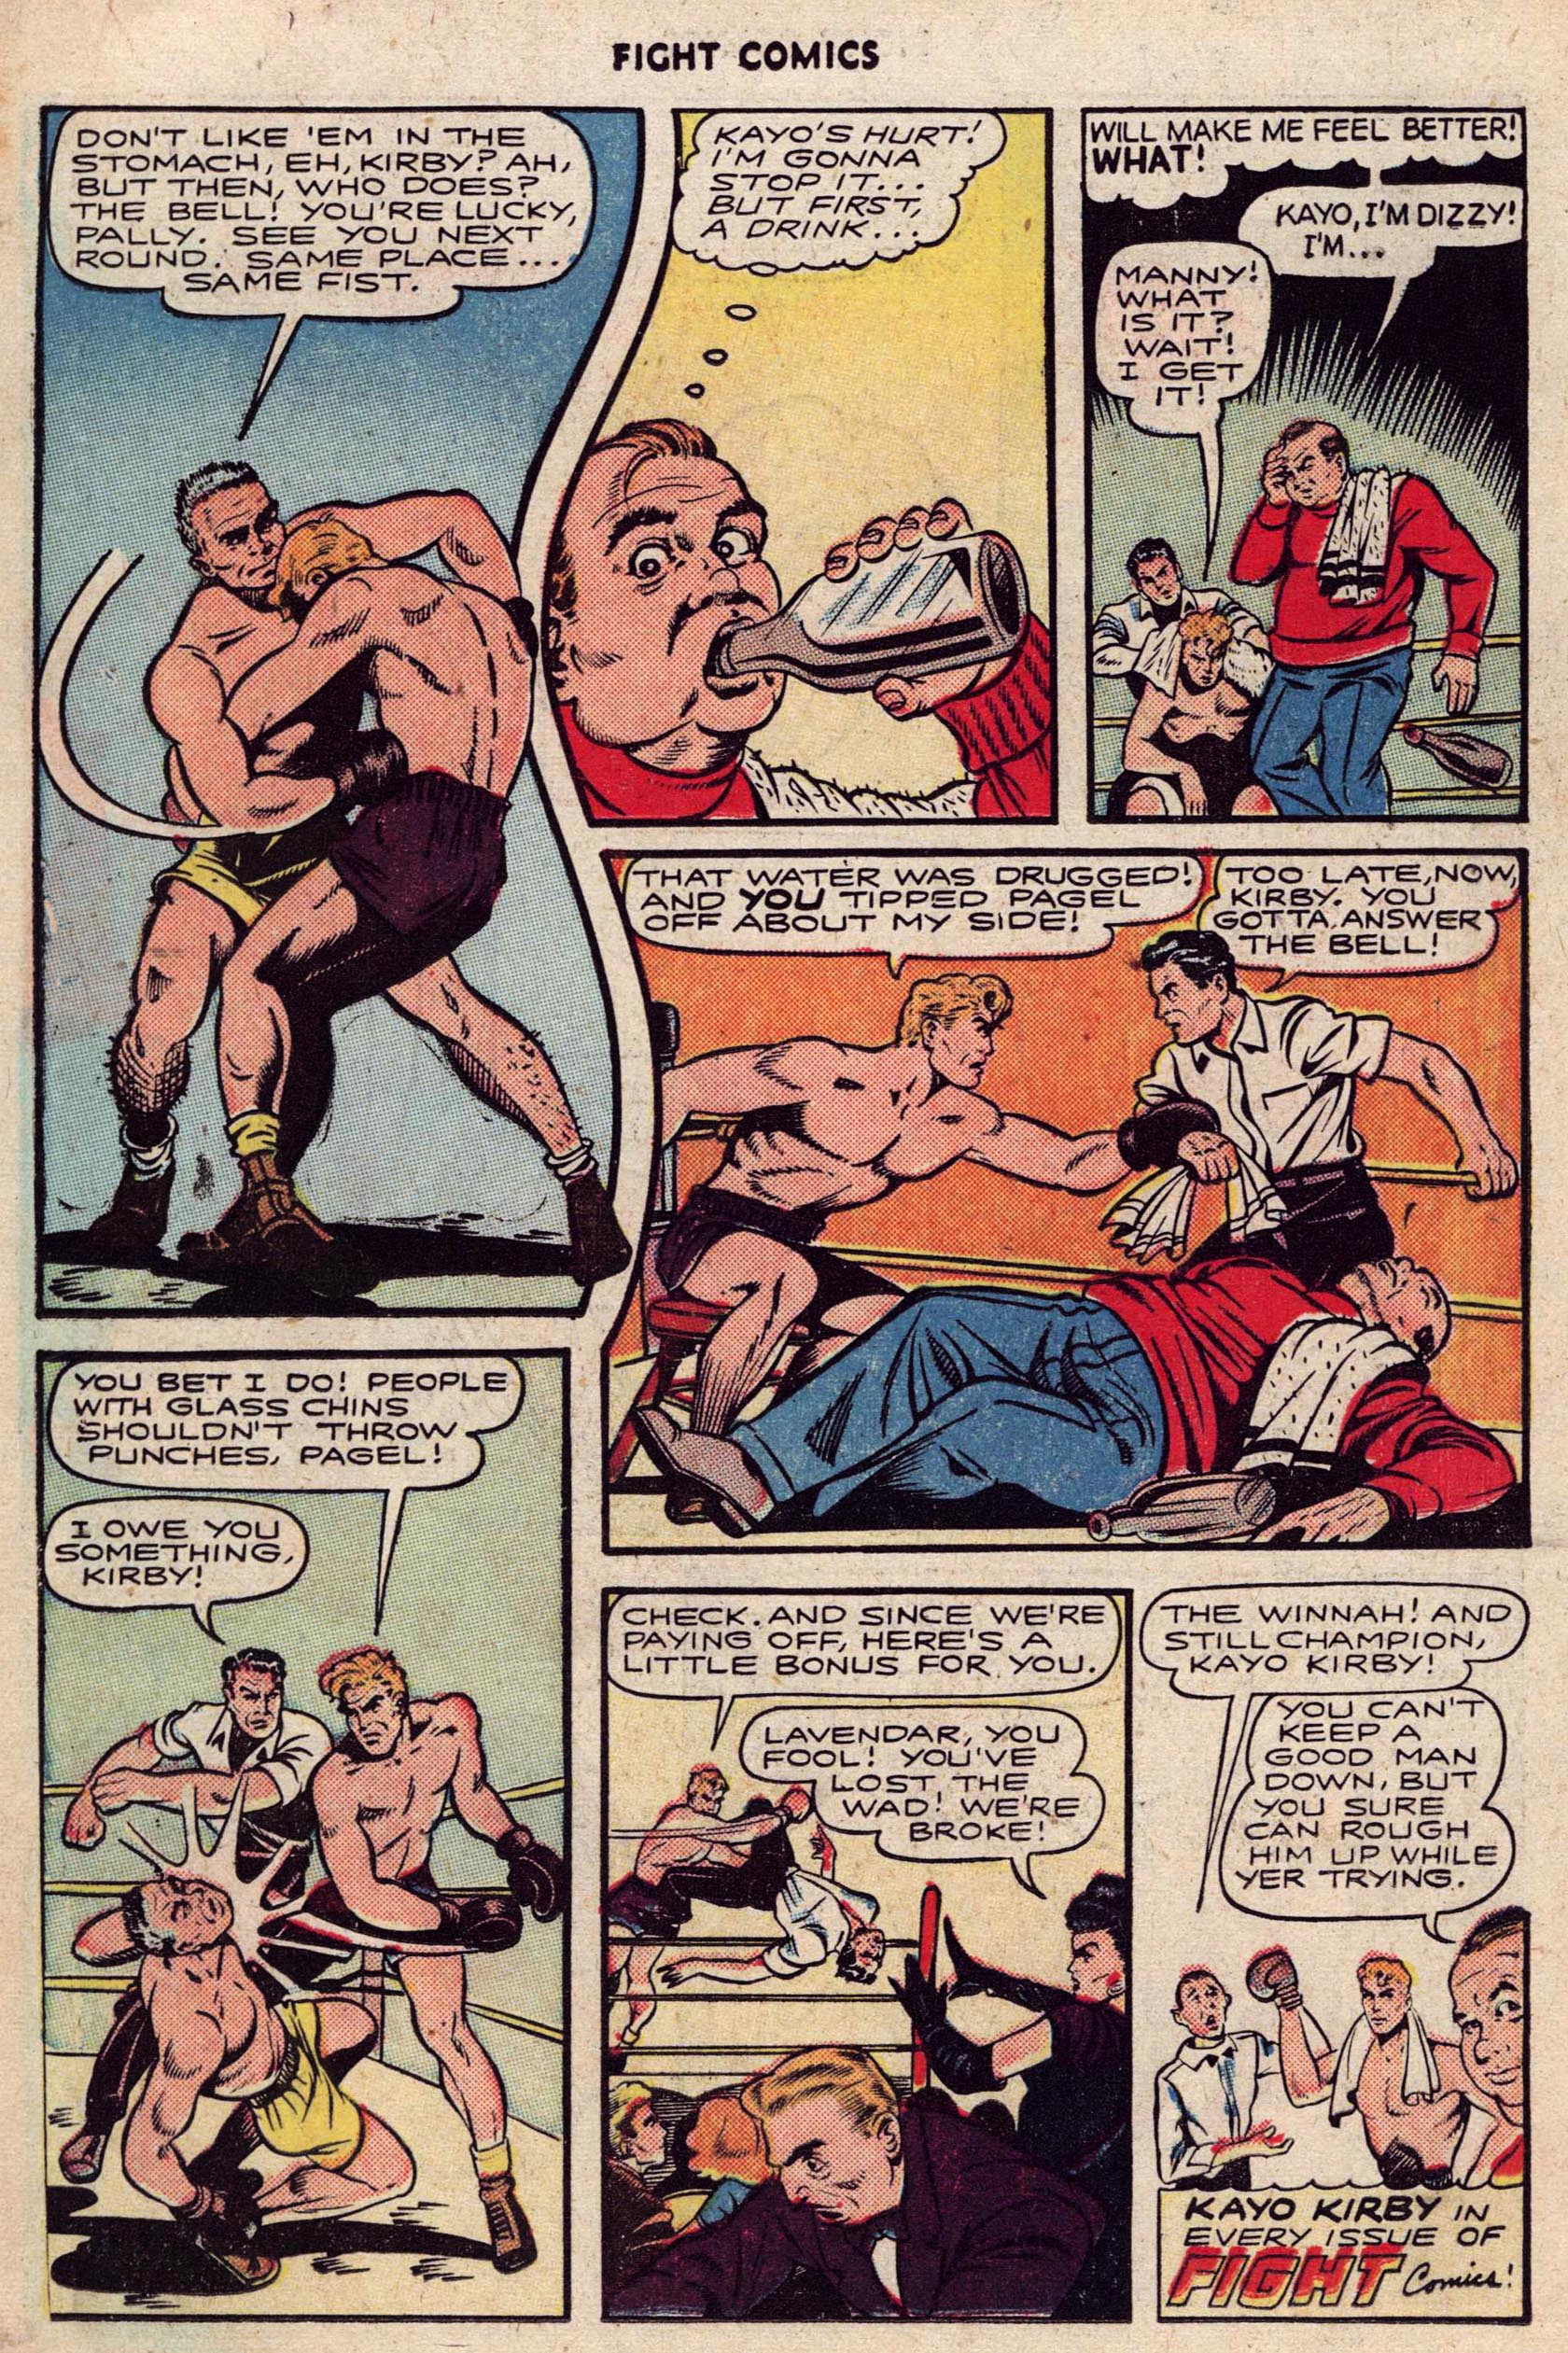 FIGHT COMICS
DON'T LIKE 'EM IN THE
STOMACH, EH, KIRBY? AH,
BUT THEN, WHO DOES?
THE BELL! YOU'RE LUCKY,
PALLY. SEE YOU NEXT
ROUND. SAME PLACE...
SAME FIST.
KAYO'S HURT!
I'M GONNA
STOP IT...
BUT FIRST,
A DRINK...
WILL MAKE ME FEEL BETTER!
WHAT!
KAYO, I'M DIZZY!
I'M...
MANNY!
WHAT
IS IT?
WAIT!
I GET
IT!
THAT WATER WAS DRUGGED!
AND YOU TIPPED PAGEL
OFF ABOUT MY SIDE!
TOO LATE, NOW,
KIRBY. YOU
GOTTA ANSWER
THE BELL!
YOU BET I DO! PEOPLE
WITH GLASS CHINS
SHOULDN'T THROW
PUNCHES, PAGEL!
I OWE YOU
SOMETHING,
KIRBY!
CHECK. AND SINCE WE'RE
PAYING OFF, HERE'S A
LITTLE BONUS FOR YOU.
LAVENDAR, YOU
FOOL! YOU'VE
LOST THE
WAD! WE'RE
BROKE!
THE WINNAH! AND
STILL CHAMPION,
KAYO KIRBY!
YOU CAN'T
KEEP A
GOOD MAN
DOWN, BUT
YOU SURE
CAN ROUGH
HIM UP WHILE
YER TRYING.
KAYO KIRBY IN
EVERY ISSUE OF
FIGHT Comics!